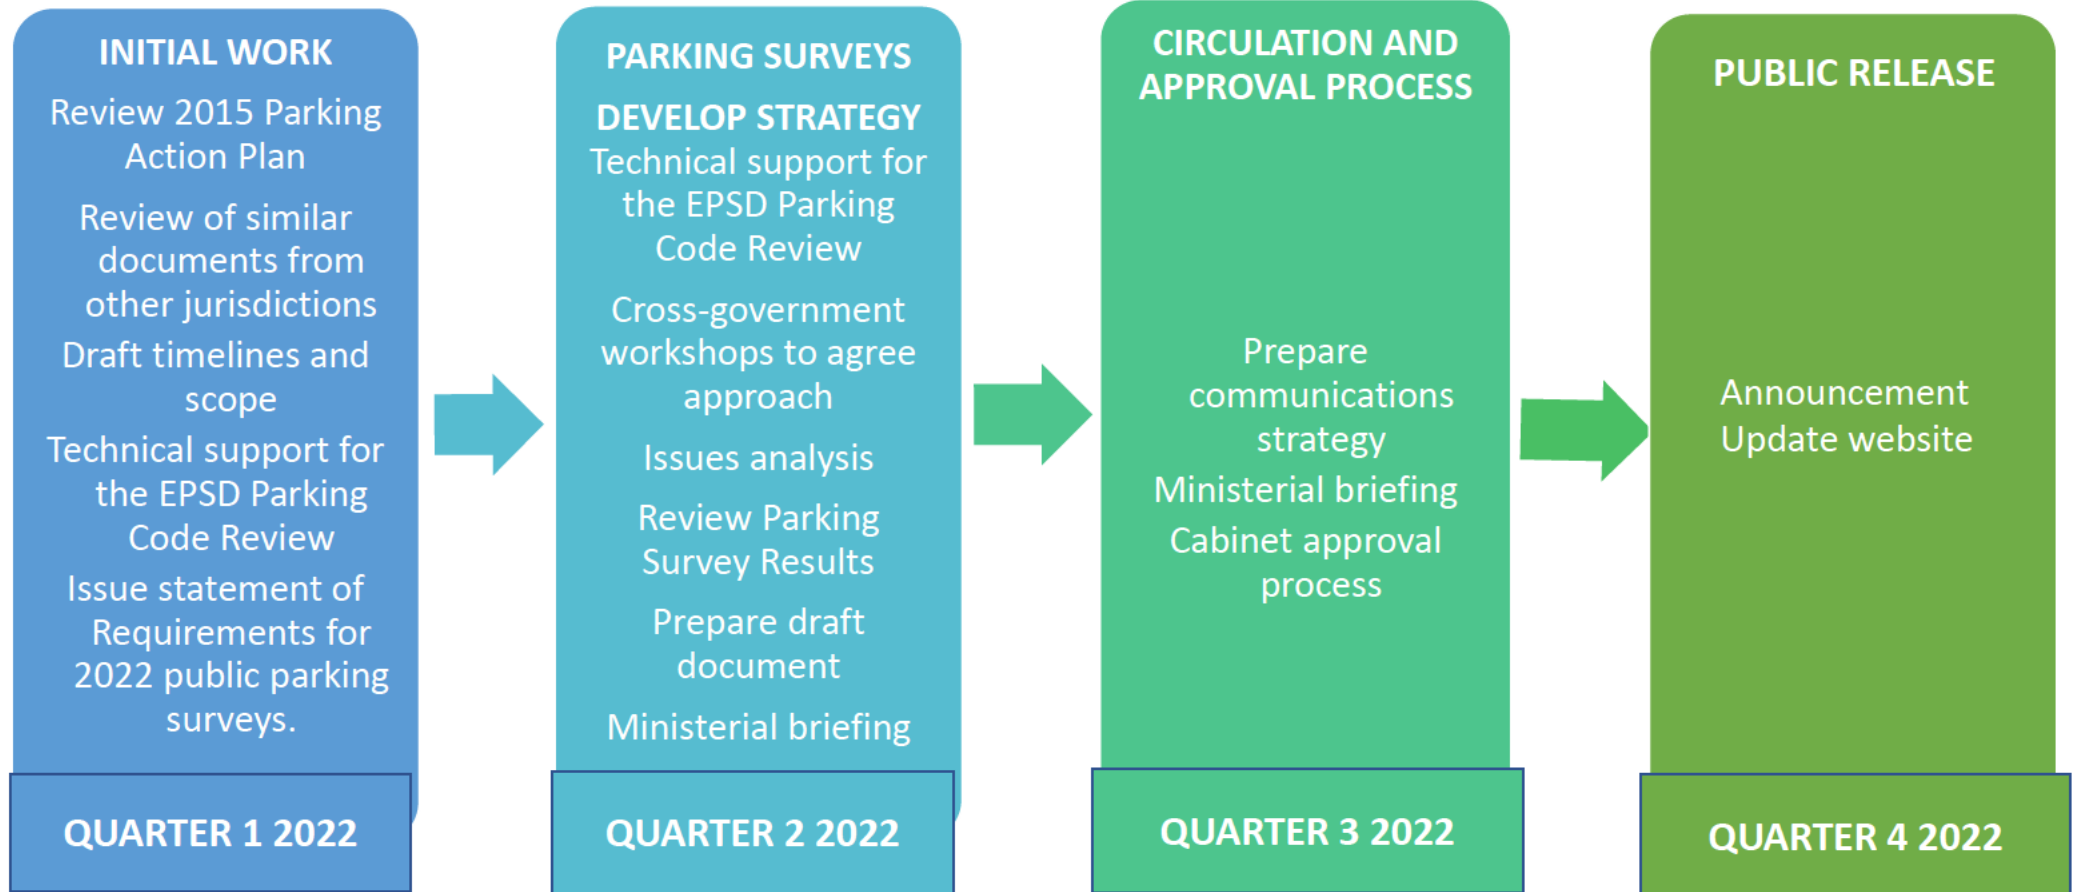 INITIAL WORK
Review 2015 Parking
Action Plan
Review of similar
documents from
other jurisdictions
Draft timelines and
scope
Technical support for
the EPSD Parking
Code Review
Issue statement of
Requirements for
2022 public parking
surveys.
QUARTER 1 2022
PARKING SURVEYS
DEVELOP STRATEGY
Technical support for
the EPSD Parking
Code Review
Cross-government
workshops to agree
approach
Issues analysis
Review Parking
Survey Results
Prepare draft
document
Ministerial briefing
QUARTER 2 2022
CIRCULATION AND
APPROVAL PROCESS
Prepare
communications
strategy
Ministerial briefing
Cabinet approval
process
QUARTER 3 2022
PUBLIC RELEASE
Announcement
Update website
QUARTER 4 2022